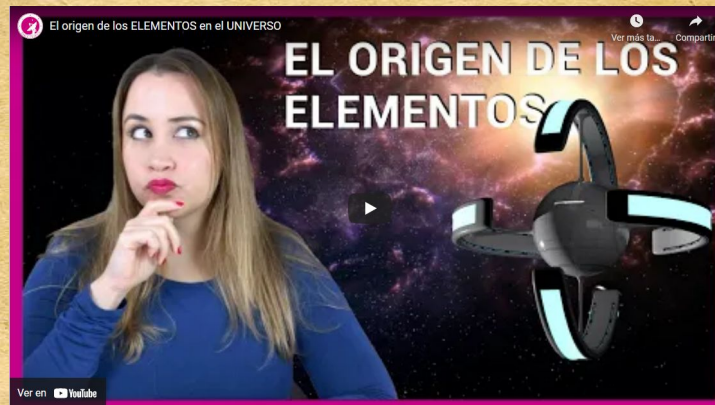 El origen de los ELEMENTOS en el UNIVERSO
Ver más ta...
Compartir
EL ORIGEN DE LOS
ELEMENTOS
Ver en YouTube